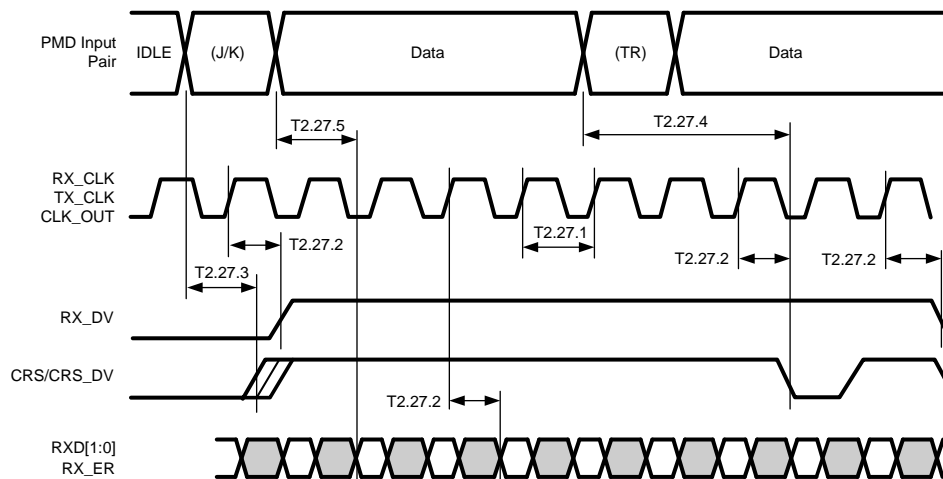 PMD Input
Pair
IDLE
(J/K)
Data
(TR)
Data
T2.27.5
T2.27.4
RX_CLK
TX_CLK
CLK_OUT
T2.27.2
T2.27.1
T2.27.2
T2.27.2
T2.27.3
RX_DV
CRS/CRS_DV
T2.27.2
RXD[1:0]
RX_ER